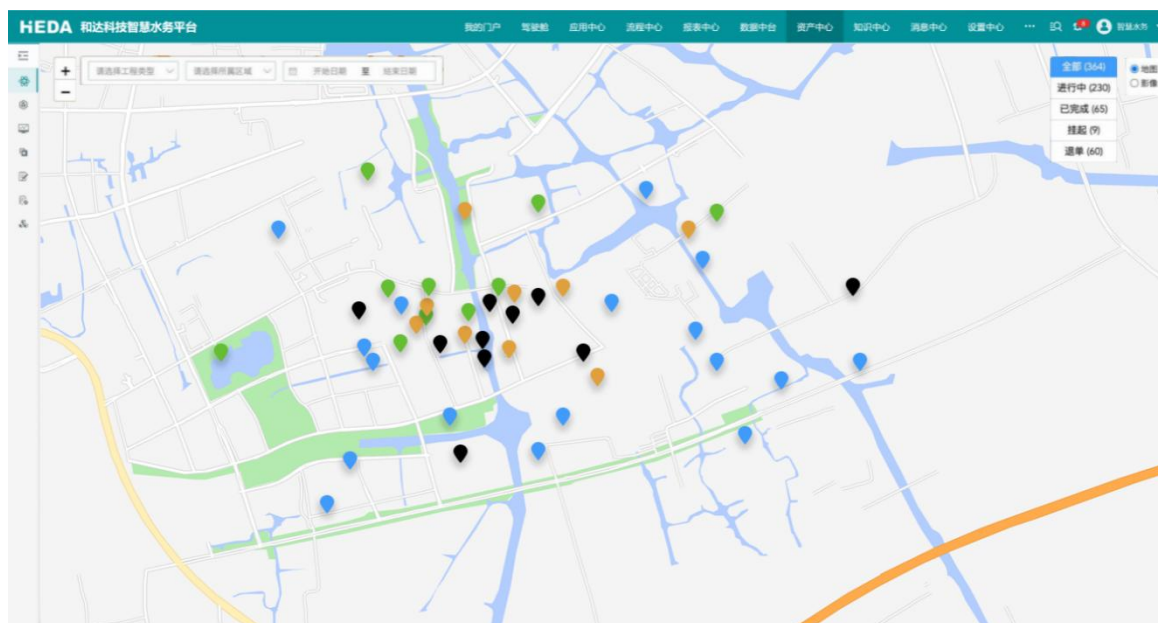 HEDA 和达科技智慧水务平台
我的门户 驾驶舱 应用中心 流程中心 报表中心 数据中台 资产中心 知识中心 消息中心 设置中心 ··· 智慧水务
请选择工程类型 请选择所属区域 开始日期 至 结束日期
+
−
全部 (364)
进行中 (230)
已完成 (65)
挂起 (9)
退单 (60)
地图
影像